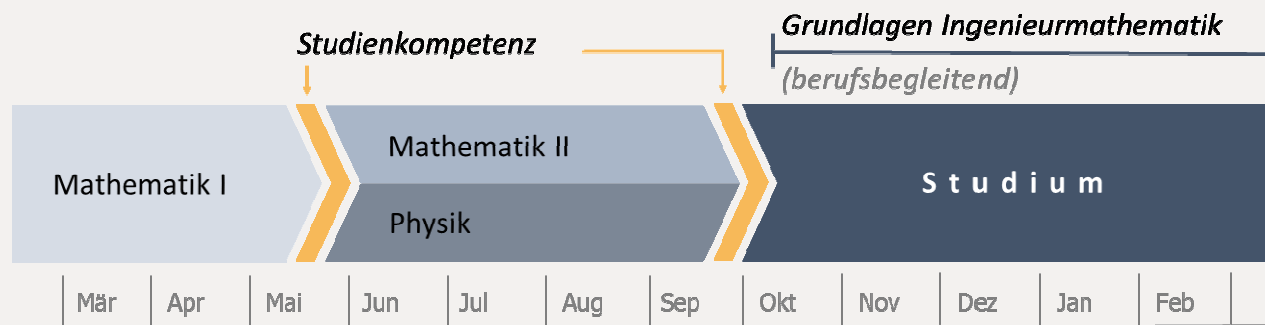 Studienkompetenz
Grundlagen Ingenieurmathematik
(berufsbegleitend)
Mathematik I
Mathematik II
Physik
Studium
Mär Apr Mai Jun Jul Aug Sep Okt Nov Dez Jan Feb